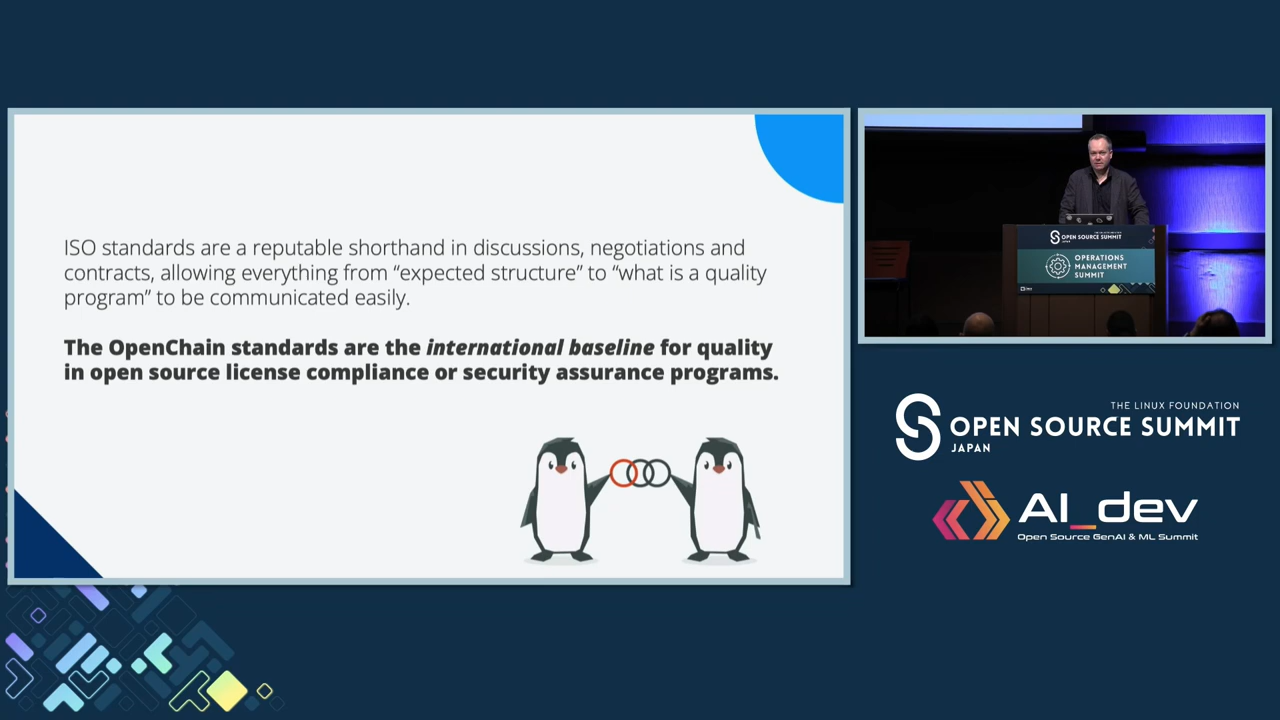 ISO standards are a reputable shorthand in discussions, negotiations and
contracts, allowing everything from “expected structure” to “what is a quality
program” to be communicated easily.
The OpenChain standards are the international baseline for quality
in open source license compliance or security assurance programs.
OPEN SOURCE SUMMIT
JAPAN
OPERATIONS
MANAGEMENT
SUMMIT
THE LINUX FOUNDATION
OPEN SOURCE SUMMIT
JAPAN
AI_dev
Open Source GenAI & ML Summit